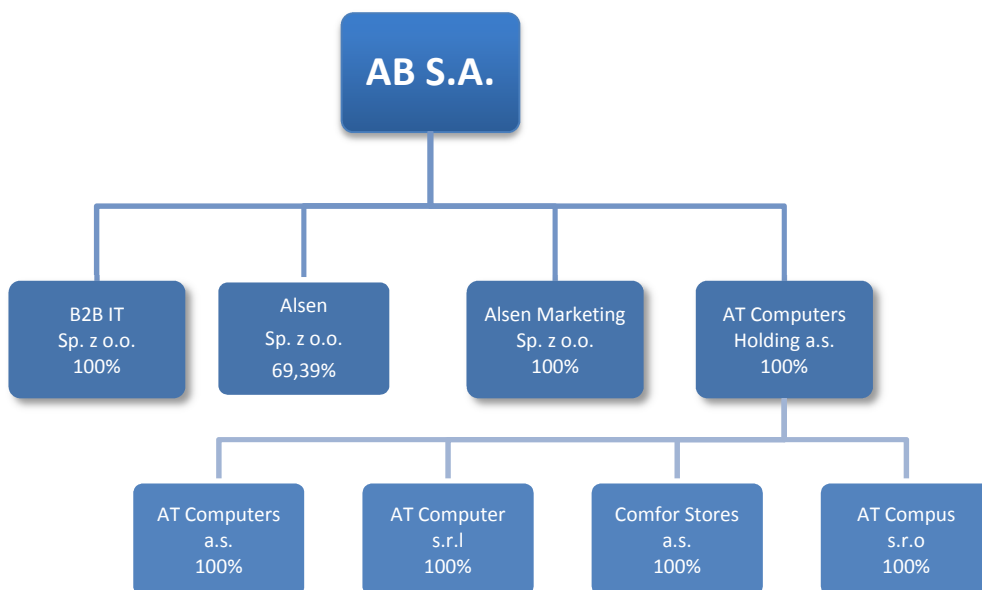 AB S.A.
B2B IT
Sp. z o.o.
100%
Alsen
Sp. z o.o.
69,39%
Alsen Marketing
Sp. z o.o.
100%
AT Computers
Holding a.s.
100%
AT Computers
a.s.
100%
AT Computer
s.r.l
100%
Comfor Stores
a.s.
100%
AT Compus
s.r.o
100%